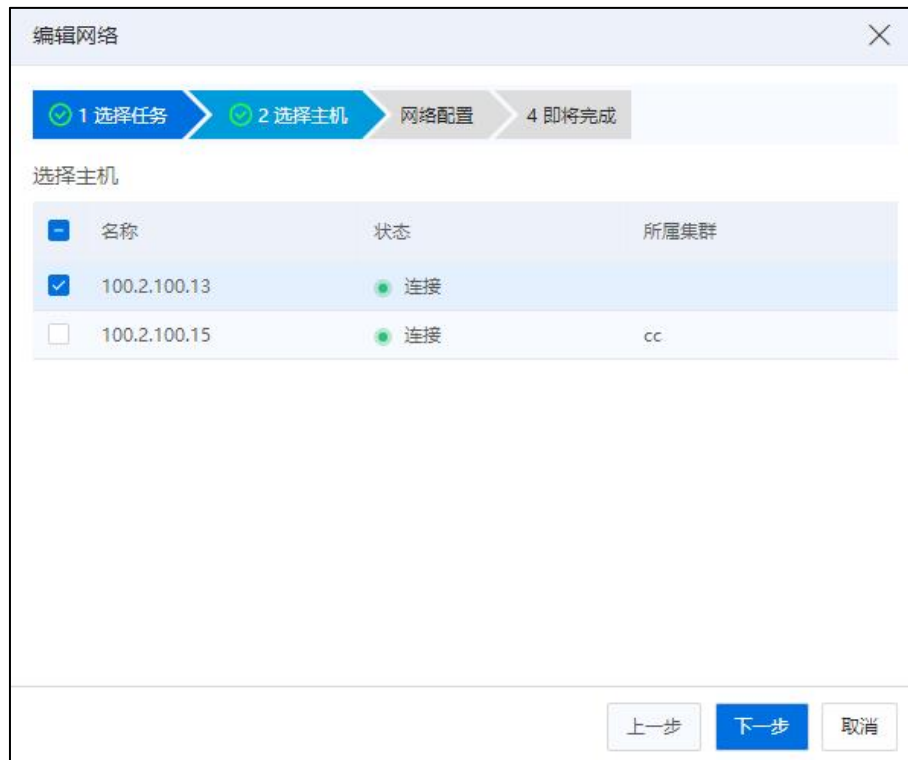 编辑网络
1 选择任务 2 选择主机 网络配置 4 即将完成
选择主机
名称 状态 所属集群
100.2.100.13 连接
100.2.100.15 连接 cc
上一步 下一步 取消